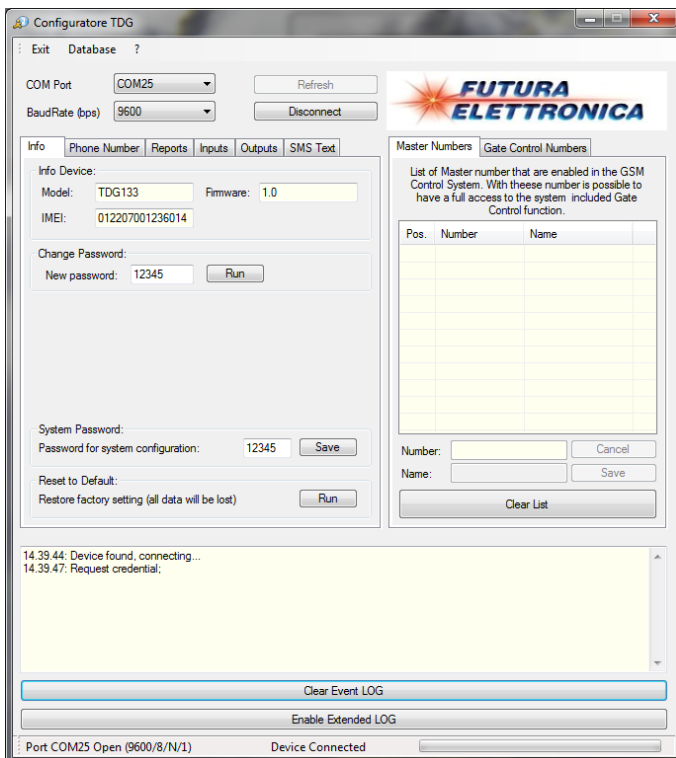 Configuratore TDG
Exit Database ?
COM Port COM25 Refresh
BaudRate (bps) 9600 Disconnect
FUTURA
ELETTRONICA
Info Phone Number Reports Inputs Outputs SMS Text
Info Device:
Model: TDG133 Firmware: 1.0
IMEI: 012207001236014
Change Password:
New password: 12345 Run
System Password:
Password for system configuration: 12345 Save
Reset to Default:
Restore factory setting (all data will be lost) Run
Master Numbers Gate Control Numbers
List of Master number that are enabled in the GSM
Control System. With theese number is possible to
have a full access to the system included Gate
Control function.
Pos. Number Name
Number: Cancel
Name: Save
Clear List
14.39.44: Device found, connecting...
14.39.47: Request credential;
Clear Event LOG
Enable Extended LOG
Port COM25 Open (9600/8/N/1) Device Connected